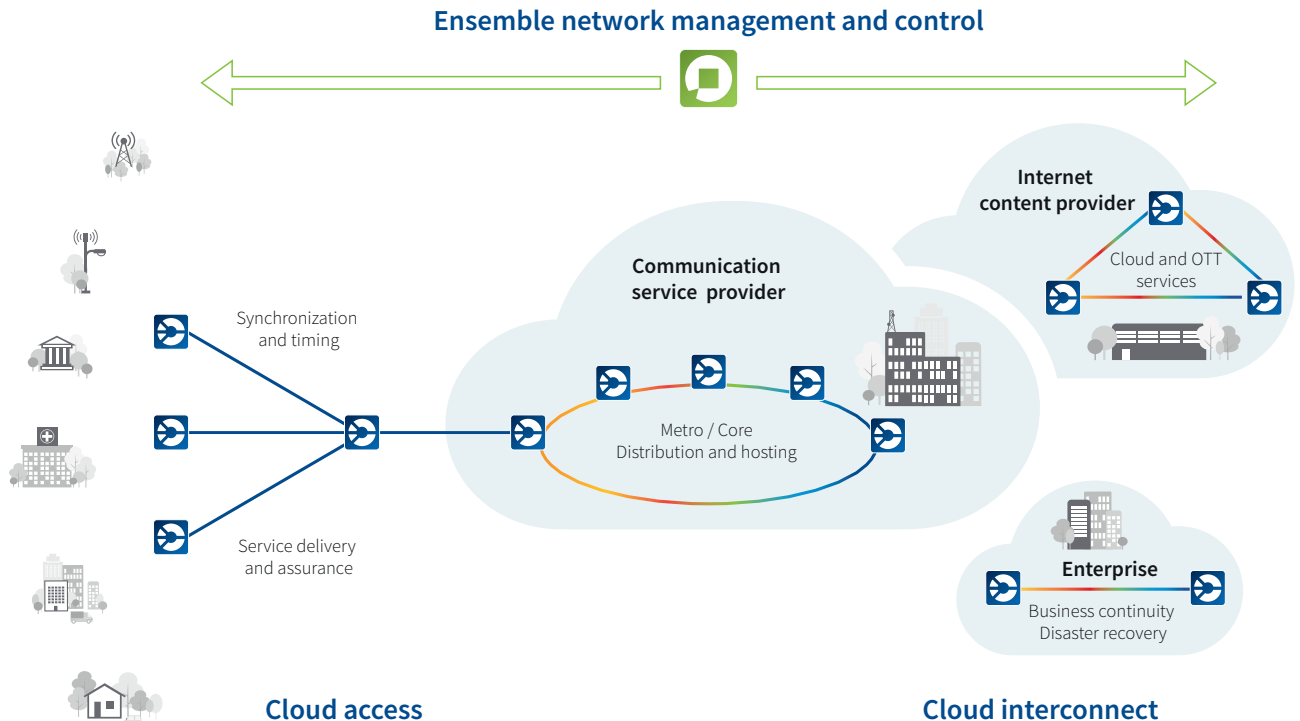 Ensemble network management and control
Internet
content provider
Cloud and OTT
services
Communication
service provider
Synchronization
and timing
Metro / Core
Distribution and hosting
Service delivery
and assurance
Enterprise
Business continuity
Disaster recovery
Cloud access
Cloud interconnect